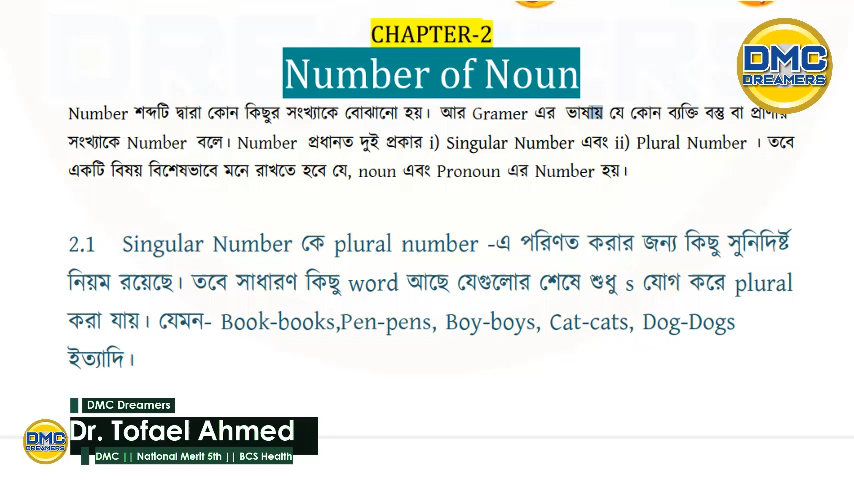 CHAPTER-2
Number of Noun
DMC
DREAMERS
Number শব্দটি দ্বারা কোন কিছুর সংখ্যাকে বোঝানো হয়। আর Gramer এর ভাষায় যে কোন ব্যক্তি বস্তু বা প্রাণীর
সংখ্যাকে Number বলে। Number প্রধানত দুই প্রকার i) Singular Number এবং ii) Plural Number । তবে
একটি বিষয় বিশেষভাবে মনে রাখতে হবে যে, noun এবং Pronoun এর Number হয়।
2.1 Singular Number কে plural number -এ পরিণত করার জন্য কিছু সুনিদির্ষ্ট
নিয়ম রয়েছে। তবে সাধারণ কিছু word আছে যেগুলোর শেষে শুধু s যোগ করে plural
করা যায়। যেমন- Book-books,Pen-pens, Boy-boys, Cat-cats, Dog-Dogs
ইত্যাদি।
DMC Dreamers
Dr. Tofael Ahmed
DMC || National Merit 5th || BCS Health
DMC
DREAMERS